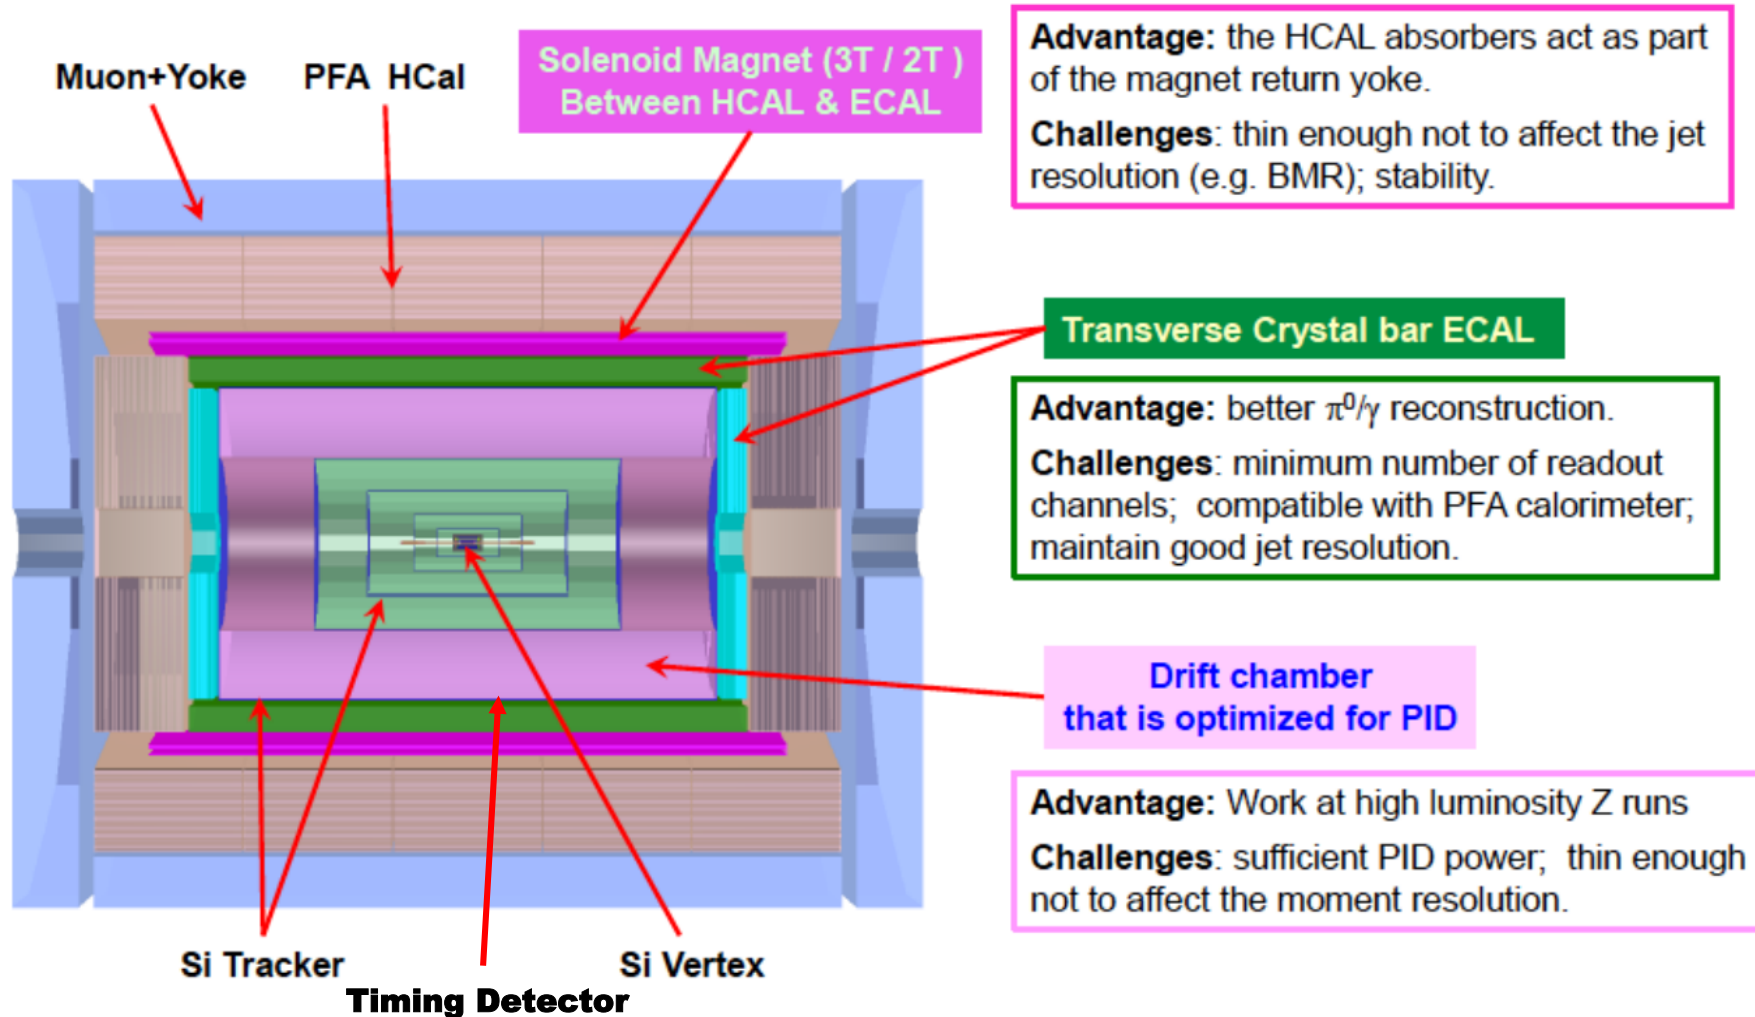 Muon+Yoke
PFA HCal
Solenoid Magnet (3T / 2T )
Between HCAL & ECAL
Advantage: the HCAL absorbers act as part
of the magnet return yoke.
Challenges: thin enough not to affect the jet
resolution (e.g. BMR); stability.
Transverse Crystal bar ECAL
Advantage: better π⁰/γ reconstruction.
Challenges: minimum number of readout
channels; compatible with PFA calorimeter;
maintain good jet resolution.
Drift chamber
that is optimized for PID
Advantage: Work at high luminosity Z runs
Challenges: sufficient PID power; thin enough
not to affect the moment resolution.
Si Tracker
Si Vertex
Timing Detector